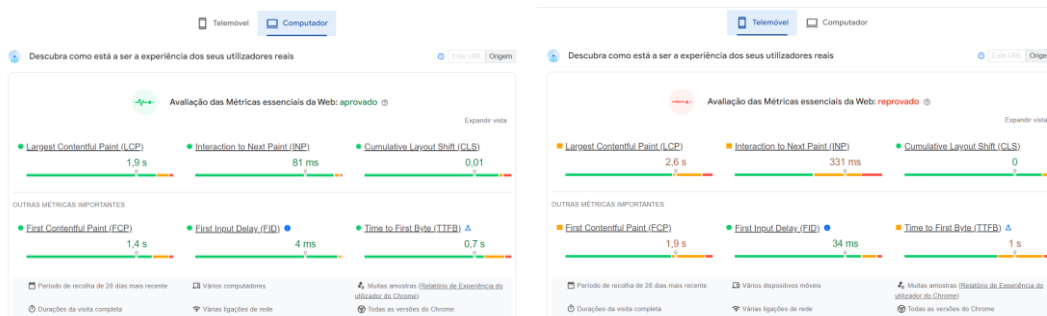 Telemóvel Computador
Descubra como está a ser a experiência dos seus utilizadores reais
Este URL Origem
Avaliação das Métricas essenciais da Web: aprovado
Expandir vista
Largest Contentful Paint (LCP)
1,9 s
Interaction to Next Paint (INP)
81 ms
Cumulative Layout Shift (CLS)
0,01
OUTRAS MÉTRICAS IMPORTANTES
First Contentful Paint (FCP)
1,4 s
First Input Delay (FID)
4 ms
Time to First Byte (TTFB)
0,7 s
Período de recolha de 28 dias mais recente
Vários computadores
Muitas amostras (Relatório de Experiência do
utilizador do Chrome)
Durações da visita completa
Várias ligações de rede
Todas as versões do Chrome
Telemóvel Computador
Descubra como está a ser a experiência dos seus utilizadores reais
Este URL Orige
Avaliação das Métricas essenciais da Web: reprovado
Expandir vista
Largest Contentful Paint (LCP)
2,6 s
Interaction to Next Paint (INP)
331 ms
Cumulative Layout Shift (CLS)
0
OUTRAS MÉTRICAS IMPORTANTES
First Contentful Paint (FCP)
1,9 s
First Input Delay (FID)
34 ms
Time to First Byte (TTFB)
1 s
Período de recolha de 28 dias mais recente
Vários dispositivos móveis
Muitas amostras (Relatório de Experiência do
utilizador do Chrome)
Durações da visita completa
Várias ligações de rede
Todas as versões do Chrome